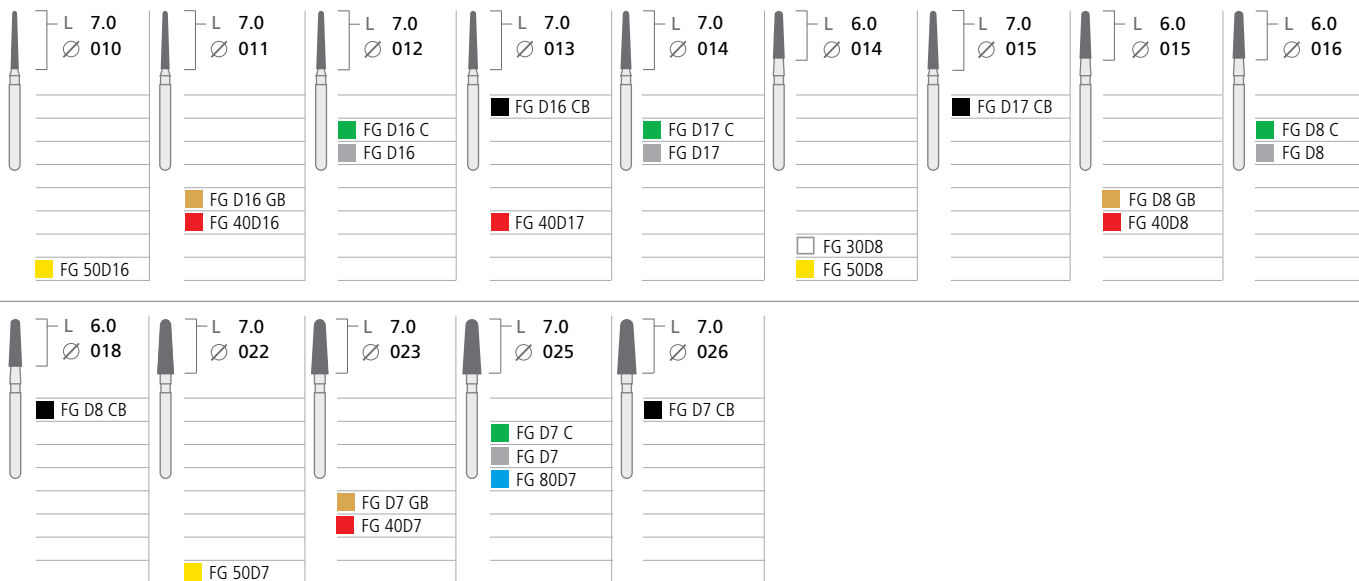 L 7.0
∅ 010
FG 50D16
L 7.0
∅ 011
FG D16 GB
FG 40D16
L 7.0
∅ 012
FG D16 C
FG D16
L 7.0
∅ 013
FG D16 CB
FG 40D17
L 7.0
∅ 014
FG D17 C
FG D17
L 6.0
∅ 014
FG 30D8
FG 50D8
L 7.0
∅ 015
FG D17 CB
L 6.0
∅ 015
FG D8 GB
FG 40D8
L 6.0
∅ 016
FG D8 C
FG D8
L 6.0
∅ 018
FG D8 CB
L 7.0
∅ 022
FG 50D7
L 7.0
∅ 023
FG D7 GB
FG 40D7
L 7.0
∅ 025
FG D7 C
FG D7
FG 80D7
L 7.0
∅ 026
FG D7 CB